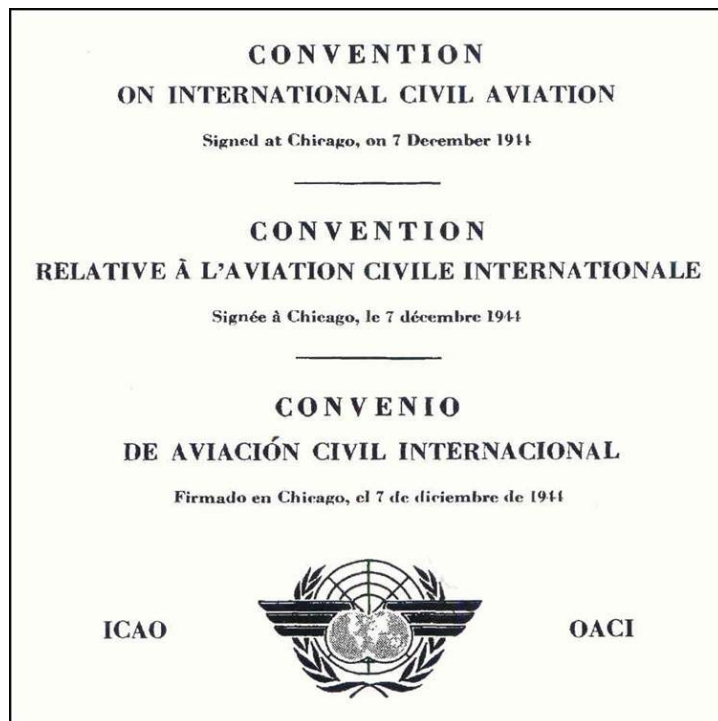 CONVENTION
ON INTERNATIONAL CIVIL AVIATION
Signed at Chicago, on 7 December 1944
CONVENTION
RELATIVE À L'AVIATION CIVILE INTERNATIONALE
Signée à Chicago, le 7 décembre 1944
CONVENIO
DE AVIACIÓN CIVIL INTERNACIONAL
Firmado en Chicago, el 7 de diciembre de 1944
ICAO OACI